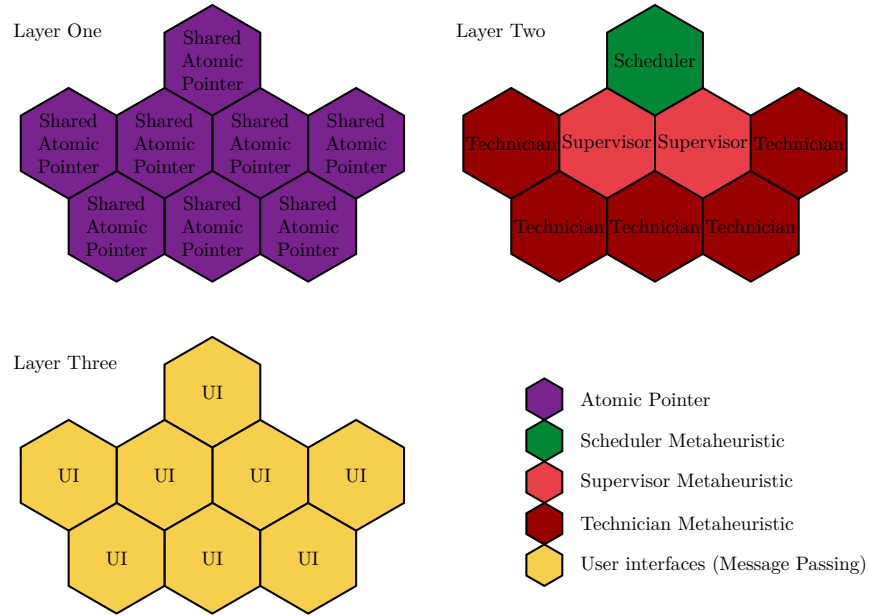 Layer One
Shared
Atomic
Pointer
Shared
Atomic
Pointer
Shared
Atomic
Pointer
Shared
Atomic
Pointer
Shared
Atomic
Pointer
Shared
Atomic
Pointer
Shared
Atomic
Pointer
Shared
Atomic
Pointer
Layer Two
Scheduler
Technician
Supervisor
Supervisor
Technician
Technician
Technician
Technician
Layer Three
UI
UI
UI
UI
UI
UI
UI
UI
Atomic Pointer
Scheduler Metaheuristic
Supervisor Metaheuristic
Technician Metaheuristic
User interfaces (Message Passing)